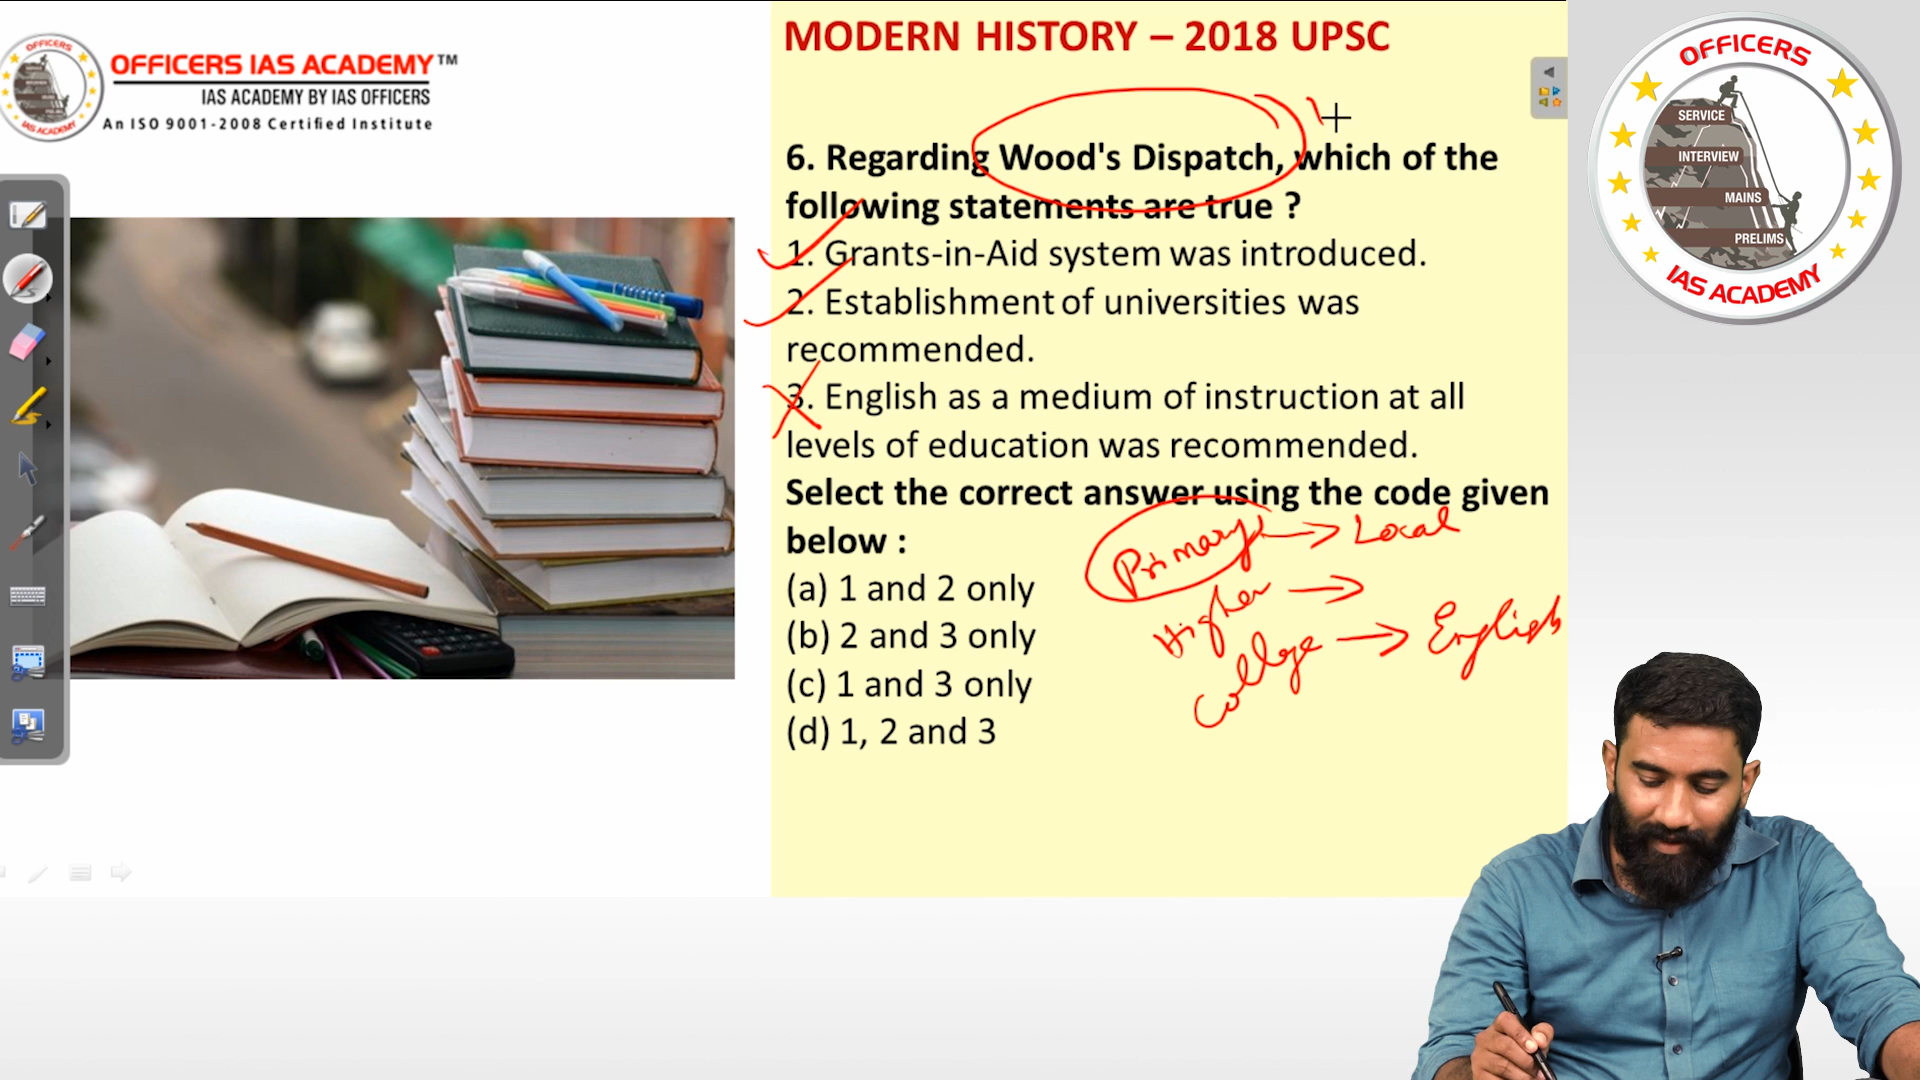 OFFICERS
IAS ACADEMY
OFFICERS IAS ACADEMY™
IAS ACADEMY BY IAS OFFICERS
An ISO 9001-2008 Certified Institute
MODERN HISTORY – 2018 UPSC
6. Regarding Wood's Dispatch, which of the
following statements are true ?
1. Grants-in-Aid system was introduced.
2. Establishment of universities was
recommended.
3. English as a medium of instruction at all
levels of education was recommended.
Select the correct answer using the code given
below :
(a) 1 and 2 only
(b) 2 and 3 only
(c) 1 and 3 only
(d) 1, 2 and 3
Primary → Local
Higher →
College → English
OFFICERS
SERVICE
INTERVIEW
MAINS
PRELIMS
IAS ACADEMY